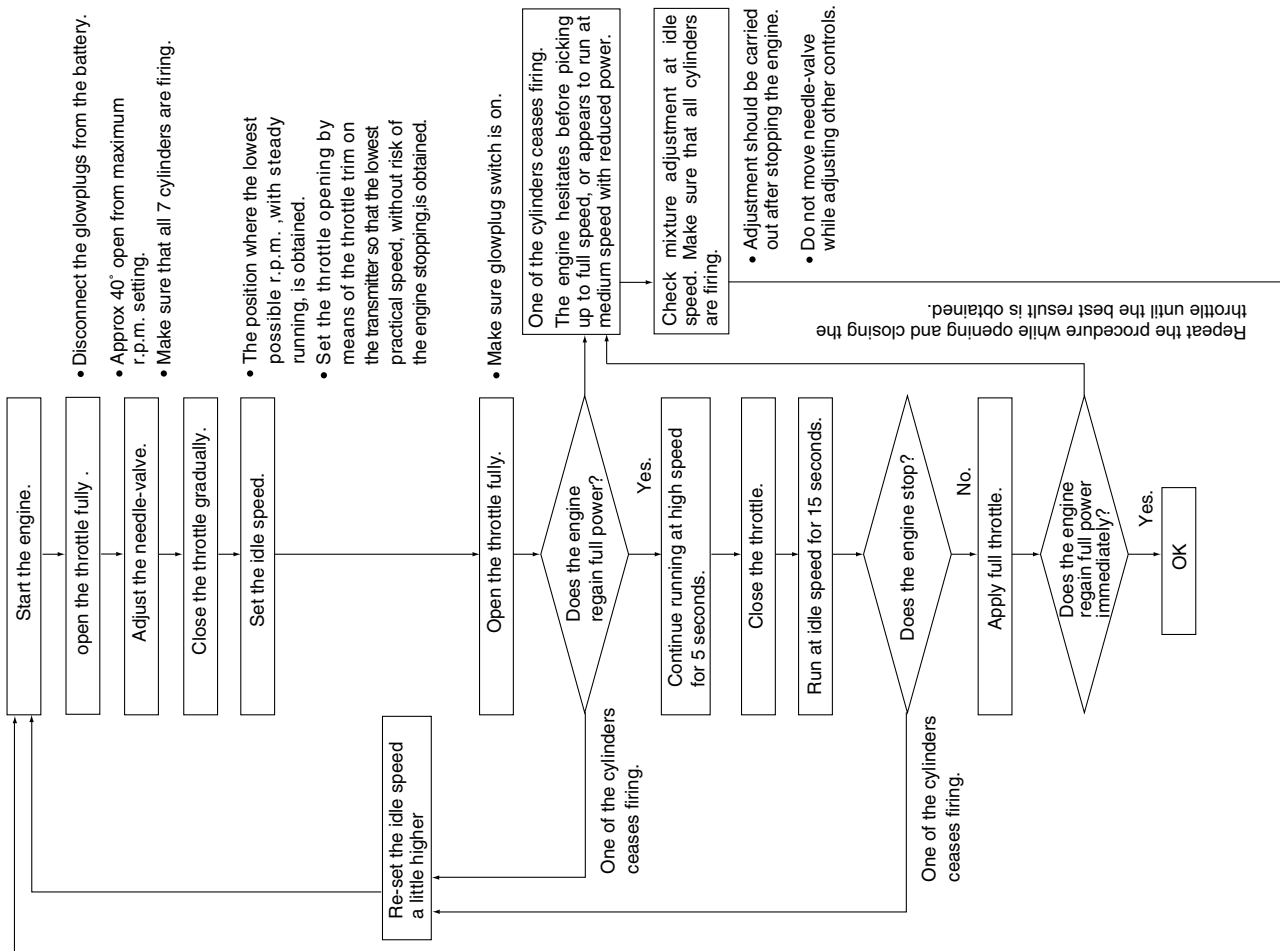 Start the engine.
open the throttle fully .
• Disconnect the glowplugs from the battery.
Adjust the needle-valve.
• Approx 40˚ open from maximum
r.p.m. setting.
• Make sure that all 7 cylinders are firing.
Close the throttle gradually.
Set the idle speed.
• The position where the lowest
possible r.p.m. ,with steady
running, is obtained.
• Set the throttle opening by
means of the throttle trim on
the transmitter so that the lowest
practical speed, without risk of
the engine stopping,is obtained.
Re-set the idle speed
a little higher
Open the throttle fully.
• Make sure glowplug switch is on.
Does the engine
regain full power?
One of the cylinders
ceases firing.
One of the cylinders ceases firing.
The engine hesitates before picking
up to full speed, or appears to run at
medium speed with reduced power.
Yes.
Continue running at high speed
for 5 seconds.
Check mixture adjustment at idle
speed. Make sure that all cylinders
are firing.
Close the throttle.
Run at idle speed for 15 seconds.
• Adjustment should be carried
out after stopping the engine.
• Do not move needle-valve
while adjusting other controls.
Does the engine stop?
One of the cylinders
ceases firing.
No.
Apply full throttle.
Does the engine
regain full power
immediately?
Yes.
OK
Repeat the procedure while opening and closing the
throttle until the best result is obtained.